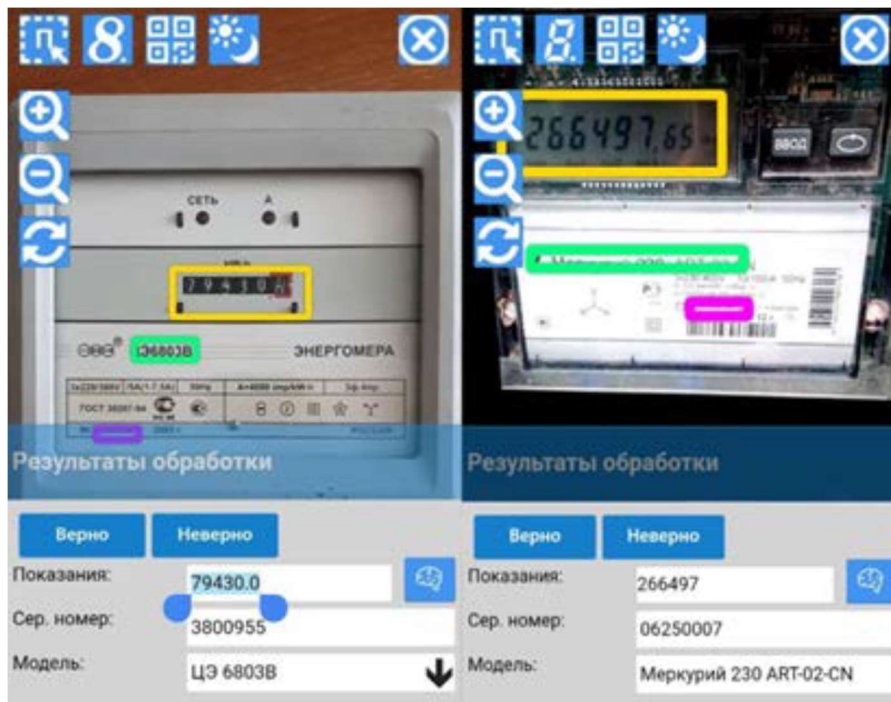 СЕТЬ А
79430
ЦЭ6803В ЭНЕРГОМЕРА
ГОСТ 30207-94
Результаты обработки
Верно Неверно
Показания: 79430.0
Сер. номер: 3800955
Модель: ЦЭ 6803В
266497,65
ВВОД
Результаты обработки
Верно Неверно
Показания: 266497
Сер. номер: 06250007
Модель: Меркурий 230 ART-02-CN